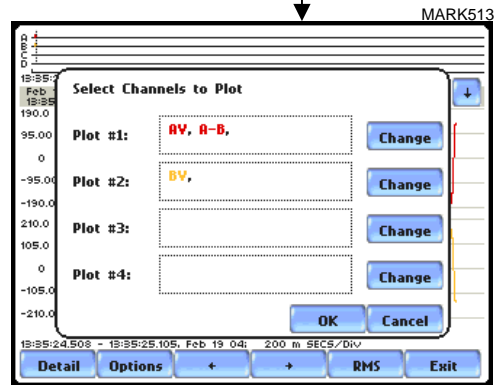 MARK513
A
B
C
D
13:35:2
Feb 1
13:35
190.0
Select Channels to Plot
↓
95.00
Plot #1:
AV, A-B,
Change
0
-95.00
Plot #2:
BV,
Change
-190.0
210.0
Plot #3:
Change
105.0
0
Plot #4:
Change
-105.0
-210.0
OK
Cancel
13:35:24.508 - 13:35:25.105, Feb 19 04; 200 m SECS/Div
Detail
Options
←
→
RMS
Exit